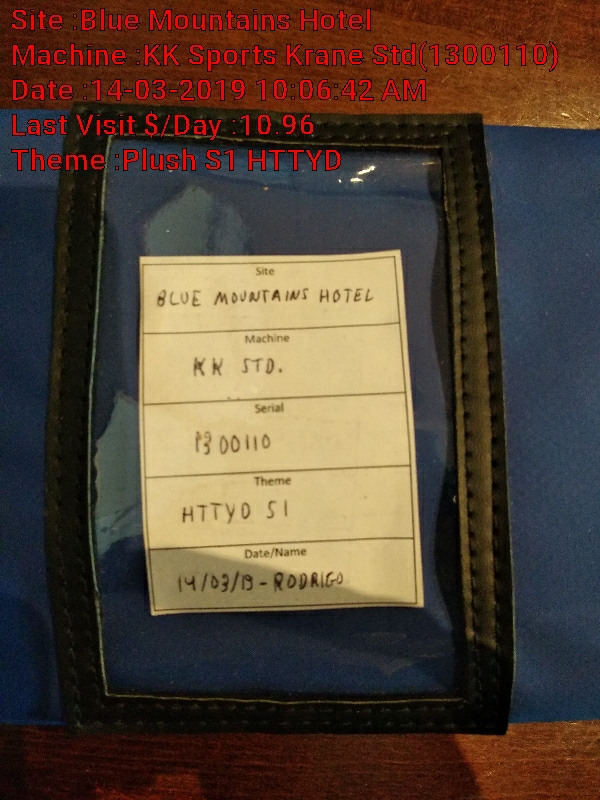 Site :Blue Mountains Hotel
Machine :KK Sports Krane Std(1300110)
Date :14-03-2019 10:06:42 AM
Last Visit $/Day :10.96
Theme :Plush S1 HTTYD
Site
BLUE MOUNTAINS HOTEL
Machine
KK STD.
Serial
1300110
Theme
HTTYD S1
Date/Name
14/03/19 - RODRIGO